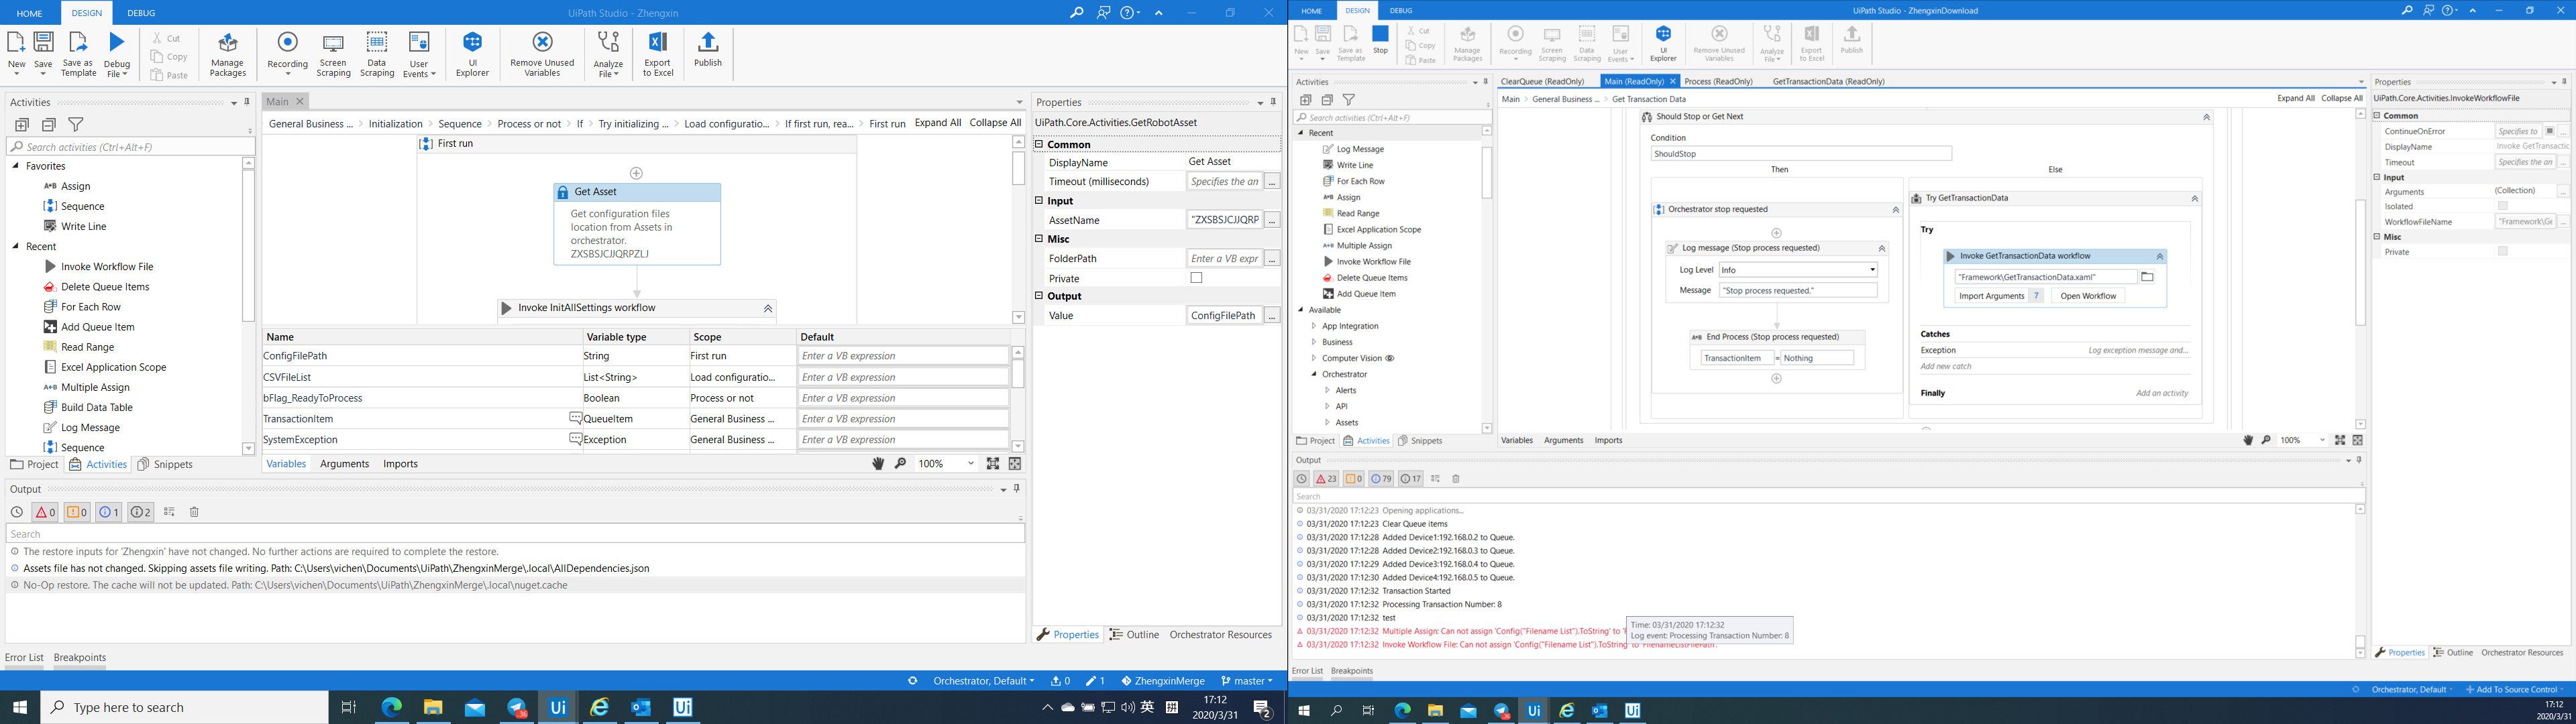 HOME DESIGN DEBUG UiPath Studio - Zhengxin
New Save Save as Template Debug File Cut Copy Paste Manage Packages Recording Screen Scraping Data Scraping User Events UI Explorer Remove Unused Variables Analyze File Export to Excel Publish
Activities
Search activities (Ctrl+Alt+F)
Favorites
Assign
Sequence
Write Line
Recent
Invoke Workflow File
Delete Queue Items
For Each Row
Add Queue Item
Read Range
Excel Application Scope
Multiple Assign
Build Data Table
Log Message
Sequence
Project Activities Snippets
Main
General Business ... Initialization Sequence Process or not If Try initializing ... Load configuratio... If first run, rea... First run Expand All Collapse All
First run
Get Asset
Get configuration files
location from Assets in
orchestrator.
ZXSBSJCJJQRPZLJ
Invoke InitAllSettings workflow
Name Variable type Scope Default
ConfigFilePath String First run Enter a VB expression
CSVFileList List<String> Load configuratio... Enter a VB expression
bFlag_ReadyToProcess Boolean Process or not Enter a VB expression
TransactionItem QueueItem General Business ... Enter a VB expression
SystemException Exception General Business ... Enter a VB expression
Variables Arguments Imports 100%
Properties
UiPath.Core.Activities.GetRobotAsset
Common
DisplayName Get Asset
Timeout (milliseconds) Specifies the an ...
Input
AssetName "ZXSBSJCJJQRP ...
Misc
FolderPath Enter a VB expr ...
Private
Output
Value ConfigFilePath ...
Properties Outline Orchestrator Resources
Output
0 0 1 2
Search
The restore inputs for 'Zhengxin' have not changed. No further actions are required to complete the restore.
Assets file has not changed. Skipping assets file writing. Path: C:\Users\vichen\Documents\UiPath\ZhengxinMerge\.local\AllDependencies.json
No-Op restore. The cache will not be updated. Path: C:\Users\vichen\Documents\UiPath\ZhengxinMerge\.local\nuget.cache
Error List Breakpoints
Orchestrator, Default 0 1 ZhengxinMerge master
Type here to search
英
17:12
2020/3/31
2
HOME DESIGN DEBUG UiPath Studio - ZhengxinDownload
New Save Save as Template Stop Cut Copy Paste Manage Packages Recording Screen Scraping Data Scraping User Events UI Explorer Remove Unused Variables Analyze File Export to Excel Publish
Activities
Search activities (Ctrl+Alt+F)
Recent
Log Message
Write Line
For Each Row
Assign
Read Range
Excel Application Scope
Multiple Assign
Invoke Workflow File
Delete Queue Items
Add Queue Item
Available
App Integration
Business
Computer Vision
Orchestrator
Alerts
API
Assets
Project Activities Snippets
ClearQueue (ReadOnly) Main (ReadOnly) Process (ReadOnly) GetTransactionData (ReadOnly)
Main General Business ... Get Transaction Data Expand All Collapse All
Should Stop or Get Next
Condition
ShouldStop
Then Else
Orchestrator stop requested
Log message (Stop process requested)
Log Level Info
Message "Stop process requested."
End Process (Stop process requested)
TransactionItem = Nothing
Try GetTransactionData
Try
Invoke GetTransactionData workflow
"Framework\GetTransactionData.xaml"
Import Arguments 7 Open Workflow
Catches
Exception Log exception message and...
Add new catch
Finally Add an activity
Variables Arguments Imports 100%
Properties
UiPath.Core.Activities.InvokeWorkflowFile
Common
ContinueOnError Specifies to ...
DisplayName Invoke GetTransactic
Timeout Specifies the an ...
Input
Arguments (Collection) ...
Isolated
WorkflowFileName "Framework\Ge ...
Misc
Private
Properties Outline Orchestrator Resources
Output
23 0 79 17
Search
03/31/2020 17:12:23 Opening applications...
03/31/2020 17:12:23 Clear Queue items
03/31/2020 17:12:28 Added Device1:192.168.0.2 to Queue.
03/31/2020 17:12:28 Added Device2:192.168.0.3 to Queue.
03/31/2020 17:12:29 Added Device3:192.168.0.4 to Queue.
03/31/2020 17:12:30 Added Device4:192.168.0.5 to Queue.
03/31/2020 17:12:32 Transaction Started
03/31/2020 17:12:32 Processing Transaction Number: 8
03/31/2020 17:12:32 test
03/31/2020 17:12:32 Multiple Assign: Can not assign 'Config("Filename List").ToString' to
Time: 03/31/2020 17:12:32
Log event: Processing Transaction Number: 8
03/31/2020 17:12:32 Invoke Workflow File: Can not assign 'Config("Filename List").ToString' to 'FilenameListFilePath'.
Error List Breakpoints
Orchestrator, Default Add To Source Control
17:12
2020/3/31